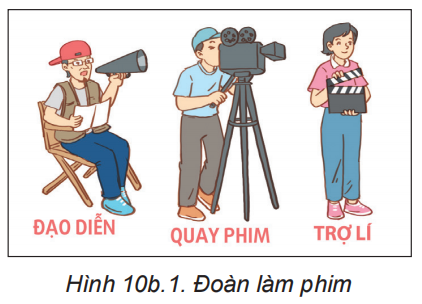 ĐẠO DIỄN
QUAY PHIM
TRỢ LÍ
Hình 10b.1. Đoàn làm phim